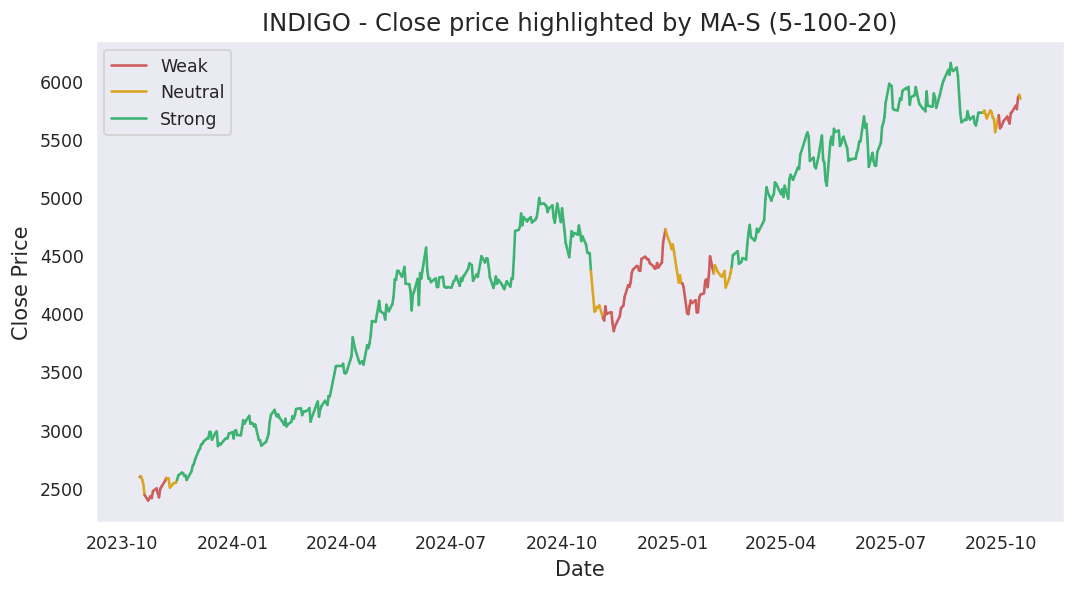 INDIGO - Close price highlighted by MA-S (5-100-20)
Weak
Neutral
Strong
Close Price
6000
5500
5000
4500
4000
3500
3000
2500
2023-10 2024-01 2024-04 2024-07 2024-10 2025-01 2025-04 2025-07 2025-10
Date